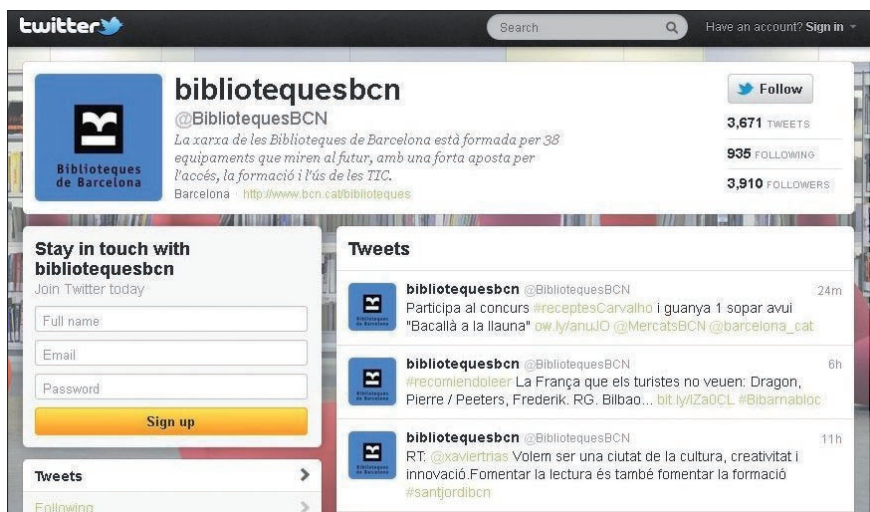 twitter
Search
Have an account? Sign in
Biblioteques
de Barcelona
bibliotequesbcn
@BibliotequesBCN
La xarxa de les Biblioteques de Barcelona està formada per 38
equipaments que miren al futur, amb una forta aposta per
l'accés, la formació i l'ús de les TIC.
Barcelona · http://www.bcn.cat/biblioteques
Follow
3,671 TWEETS
935 FOLLOWING
3,910 FOLLOWERS
Stay in touch with
bibliotequesbcn
Join Twitter today
Full name
Email
Password
Sign up
Tweets
Following
Tweets
bibliotequesbcn @BibliotequesBCN 24m
Participa al concurs #receptesCarvalho i guanya 1 sopar avui
"Bacallà a la llauna" ow.ly/anuJO @MercatsBCN @barcelona_cat
bibliotequesbcn @BibliotequesBCN 6h
#recomiendoleer La França que els turistes no veuen: Dragon,
Pierre / Peeters, Frederik. RG. Bilbao... bit.ly/IZa0CL #Bibarnabloc
bibliotequesbcn @BibliotequesBCN 11h
RT: @xaviertrias Volem ser una ciutat de la cultura, creativitat i
innovació.Fomentar la lectura és també fomentar la formació
#santjordibcn